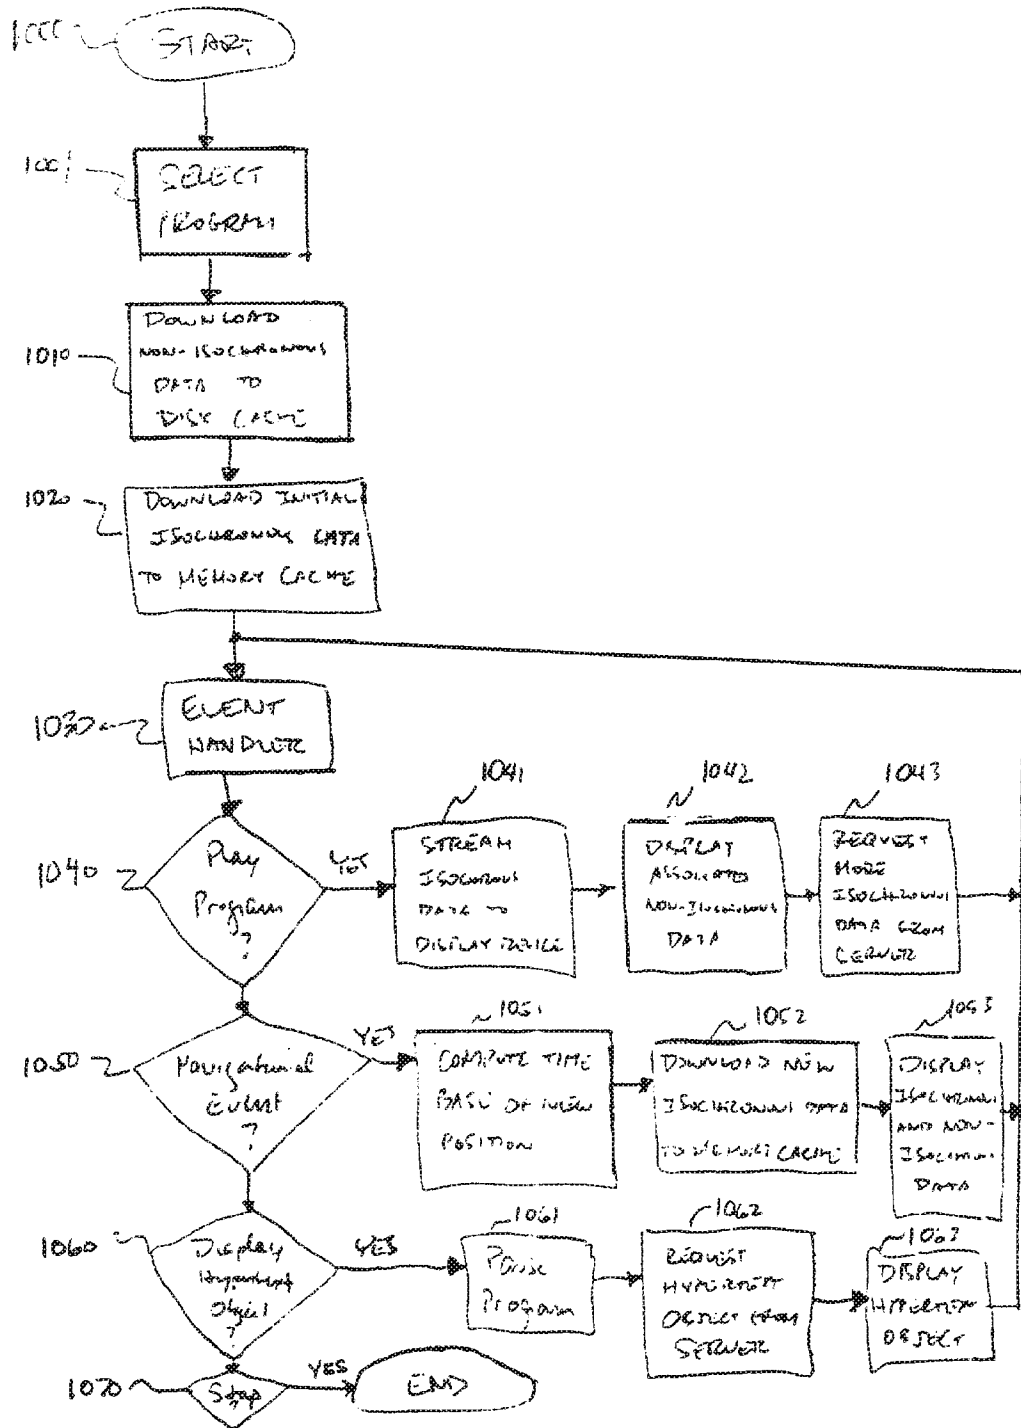 1000
START
1001
SELECT
PROGRAM
1010
DOWNLOAD
NON-ISOCHRONOUS
DATA TO
DISK CACHE
1020
DOWNLOAD INITIAL
ISOCHRONOUS DATA
TO MEMORY CACHE
1030
EVENT
HANDLER
1040
Play
Program
?
YES
1041
STREAM
ISOCHRONOUS
DATA TO
DISPLAY DEVICE
1042
DISPLAY
ASSOCIATED
NON-ISOCHRONOUS
DATA
1043
REQUEST
MORE
ISOCHRONOUS
DATA FROM
SERVER
1050
Navigational
Event
?
YES
1051
COMPUTE TIME
BASE OF NEW
POSITION
1052
DOWNLOAD NEW
ISOCHRONOUS DATA
TO MEMORY CACHE
1053
DISPLAY
ISOCHRONOUS
AND NON-
ISOCHRONOUS
DATA
1060
Display
Hypertext
Object
?
YES
1061
Pause
Program
1062
REQUEST
HYPERTEXT
OBJECT FROM
SERVER
1063
DISPLAY
HYPERTEXT
OBJECT
1070
Stop
?
YES
END